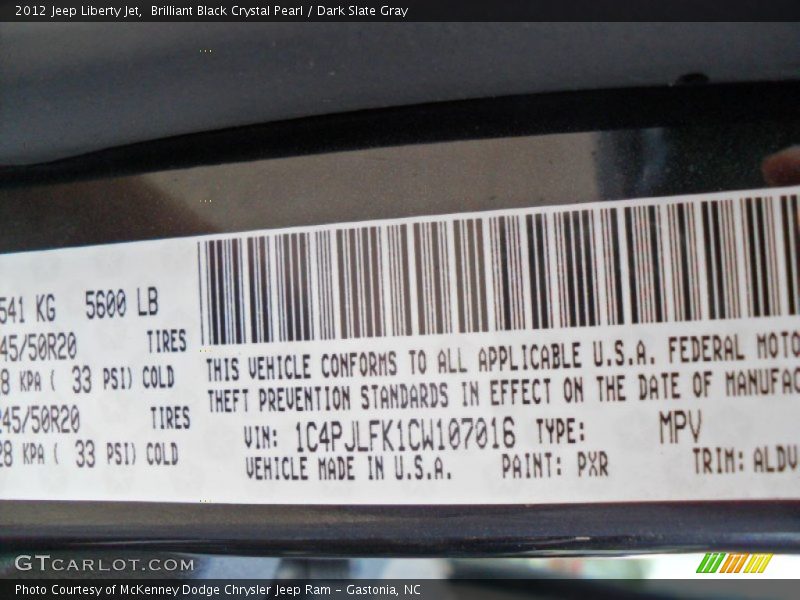 2012 Jeep Liberty Jet,  Brilliant Black Crystal Pearl / Dark Slate Gray
541 KG 5600 LB
45/50R20 TIRES
8 KPA ( 33 PSI) COLD
245/50R20 TIRES
28 KPA ( 33 PSI) COLD
THIS VEHICLE CONFORMS TO ALL APPLICABLE U.S.A. FEDERAL MOTO
THEFT PREVENTION STANDARDS IN EFFECT ON THE DATE OF MANUFAC
VIN: 1C4PJLFK1CW107016 TYPE: MPV
VEHICLE MADE IN U.S.A. PAINT: PXR TRIM: ALDV
GTCARLOT.COM
Photo Courtesy of McKenney Dodge Chrysler Jeep Ram - Gastonia, NC